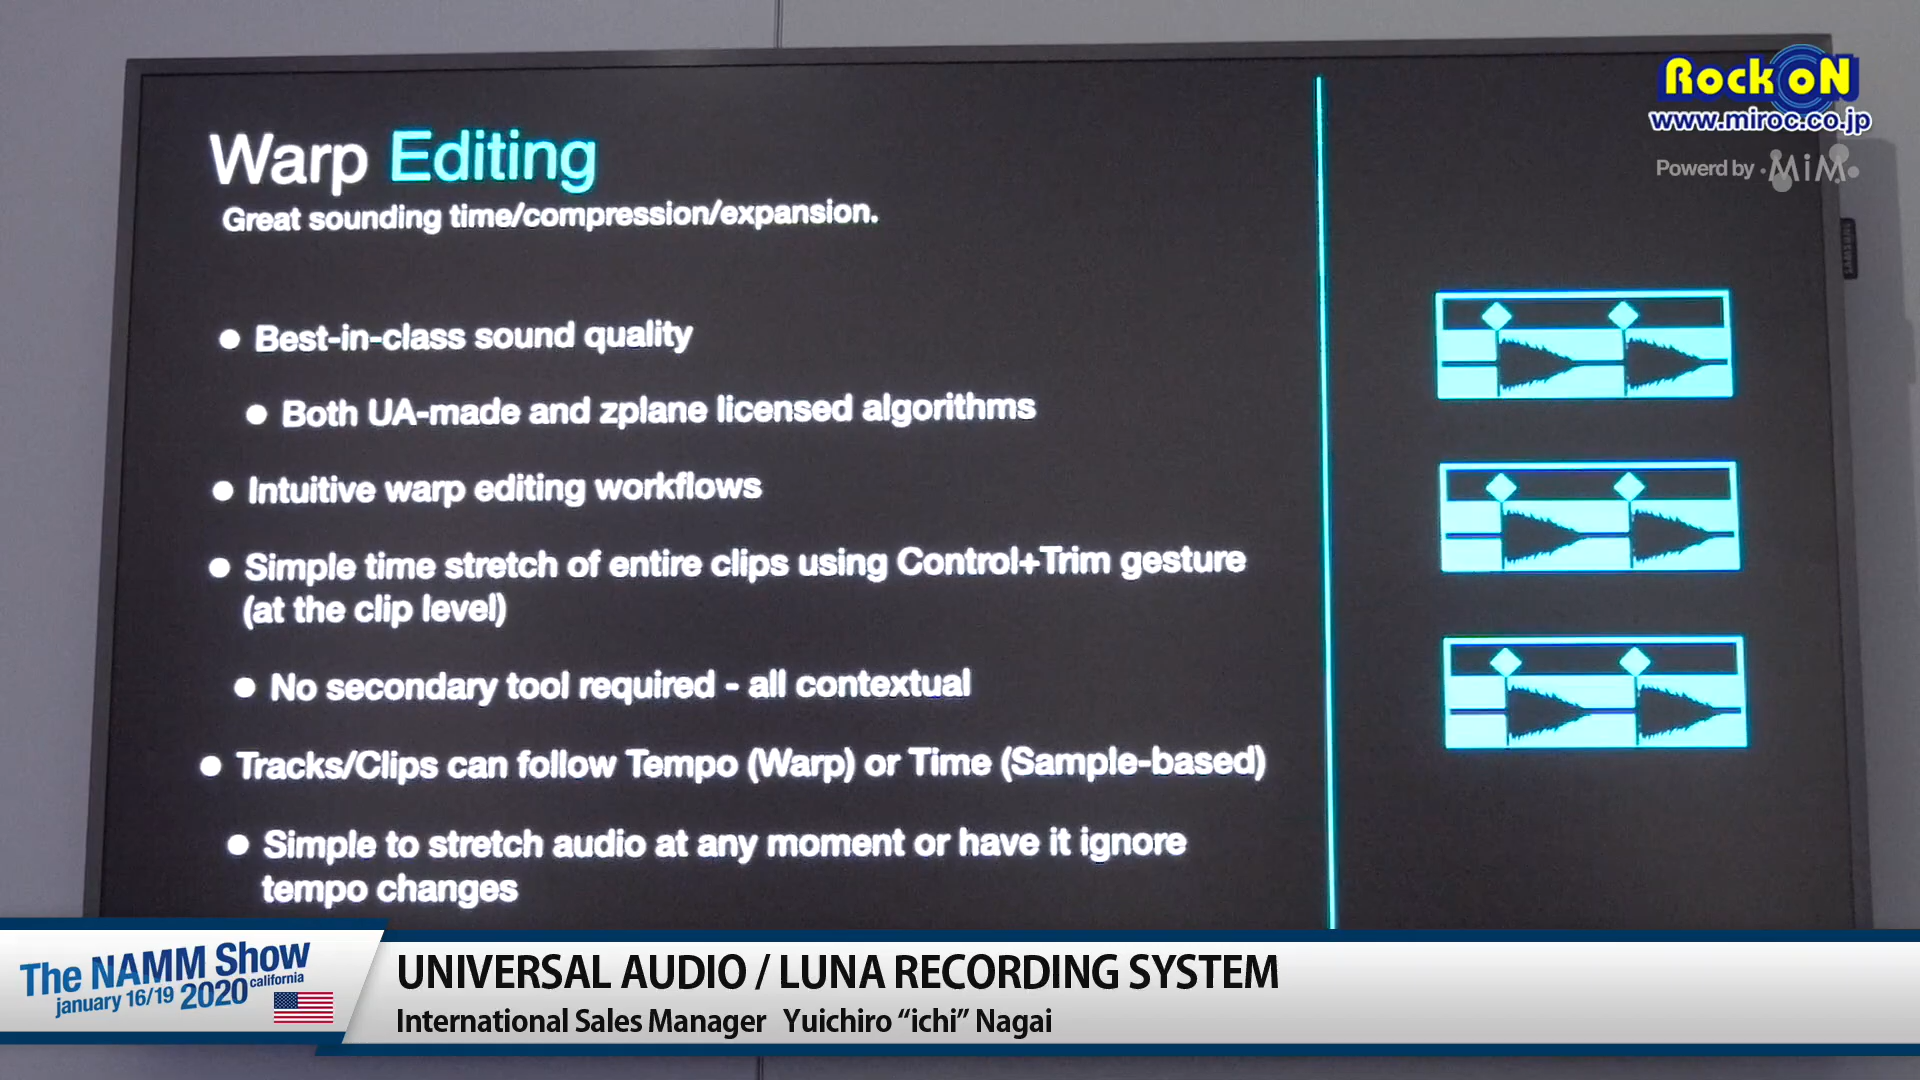 Rock oN
www.miroc.co.jp
Powerd by MiM
Warp Editing
Great sounding time/compression/expansion.
● Best-in-class sound quality
● Both UA-made and zplane licensed algorithms
● Intuitive warp editing workflows
● Simple time stretch of entire clips using Control+Trim gesture
(at the clip level)
● No secondary tool required - all contextual
● Tracks/Clips can follow Tempo (Warp) or Time (Sample-based)
● Simple to stretch audio at any moment or have it ignore
tempo changes
SAMSUNG
The NAMM Show
california
january 16/19 2020
UNIVERSAL AUDIO / LUNA RECORDING SYSTEM
International Sales Manager Yuichiro “ichi” Nagai